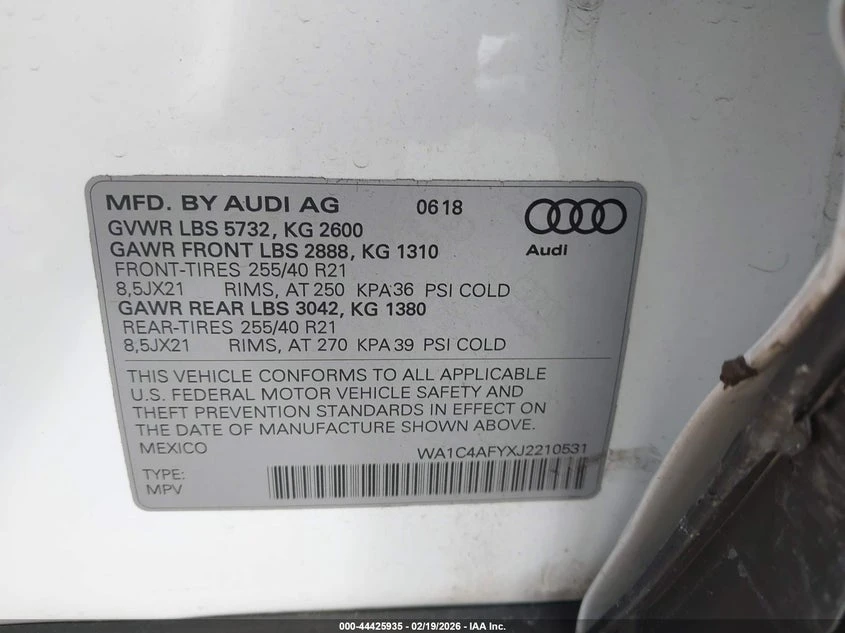 MFD. BY AUDI AG 0618
GVWR LBS 5732, KG 2600
GAWR FRONT LBS 2888, KG 1310
Audi
FRONT-TIRES 255/40 R21
8,5JX21 RIMS, AT 250 KPA 36 PSI COLD
GAWR REAR LBS 3042, KG 1380
REAR-TIRES 255/40 R21
8,5JX21 RIMS, AT 270 KPA 39 PSI COLD
THIS VEHICLE CONFORMS TO ALL APPLICABLE
U.S. FEDERAL MOTOR VEHICLE SAFETY AND
THEFT PREVENTION STANDARDS IN EFFECT ON
THE DATE OF MANUFACTURE SHOWN ABOVE.
MEXICO WA1C4AFYXJ2210531
TYPE:
MPV
000-44425935 - 02/19/2026 - IAA Inc.